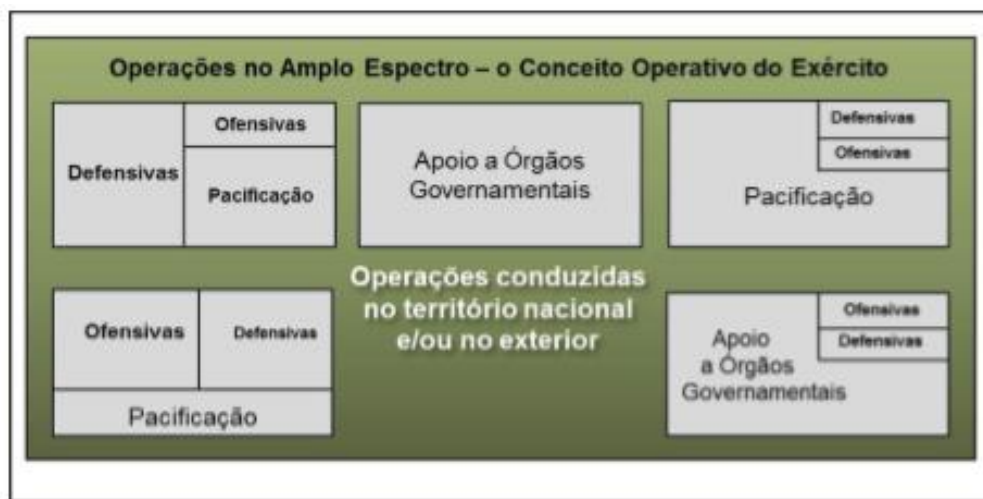 Operações no Amplo Espectro – o Conceito Operativo do Exército
Defensivas
Ofensivas
Pacificação
Apoio a Órgãos
Governamentais
Defensivas
Ofensivas
Pacificação
Operações conduzidas
no território nacional
e/ou no exterior
Ofensivas
Defensivas
Pacificação
Ofensivas
Defensivas
Apoio
a Órgãos
Governamentais